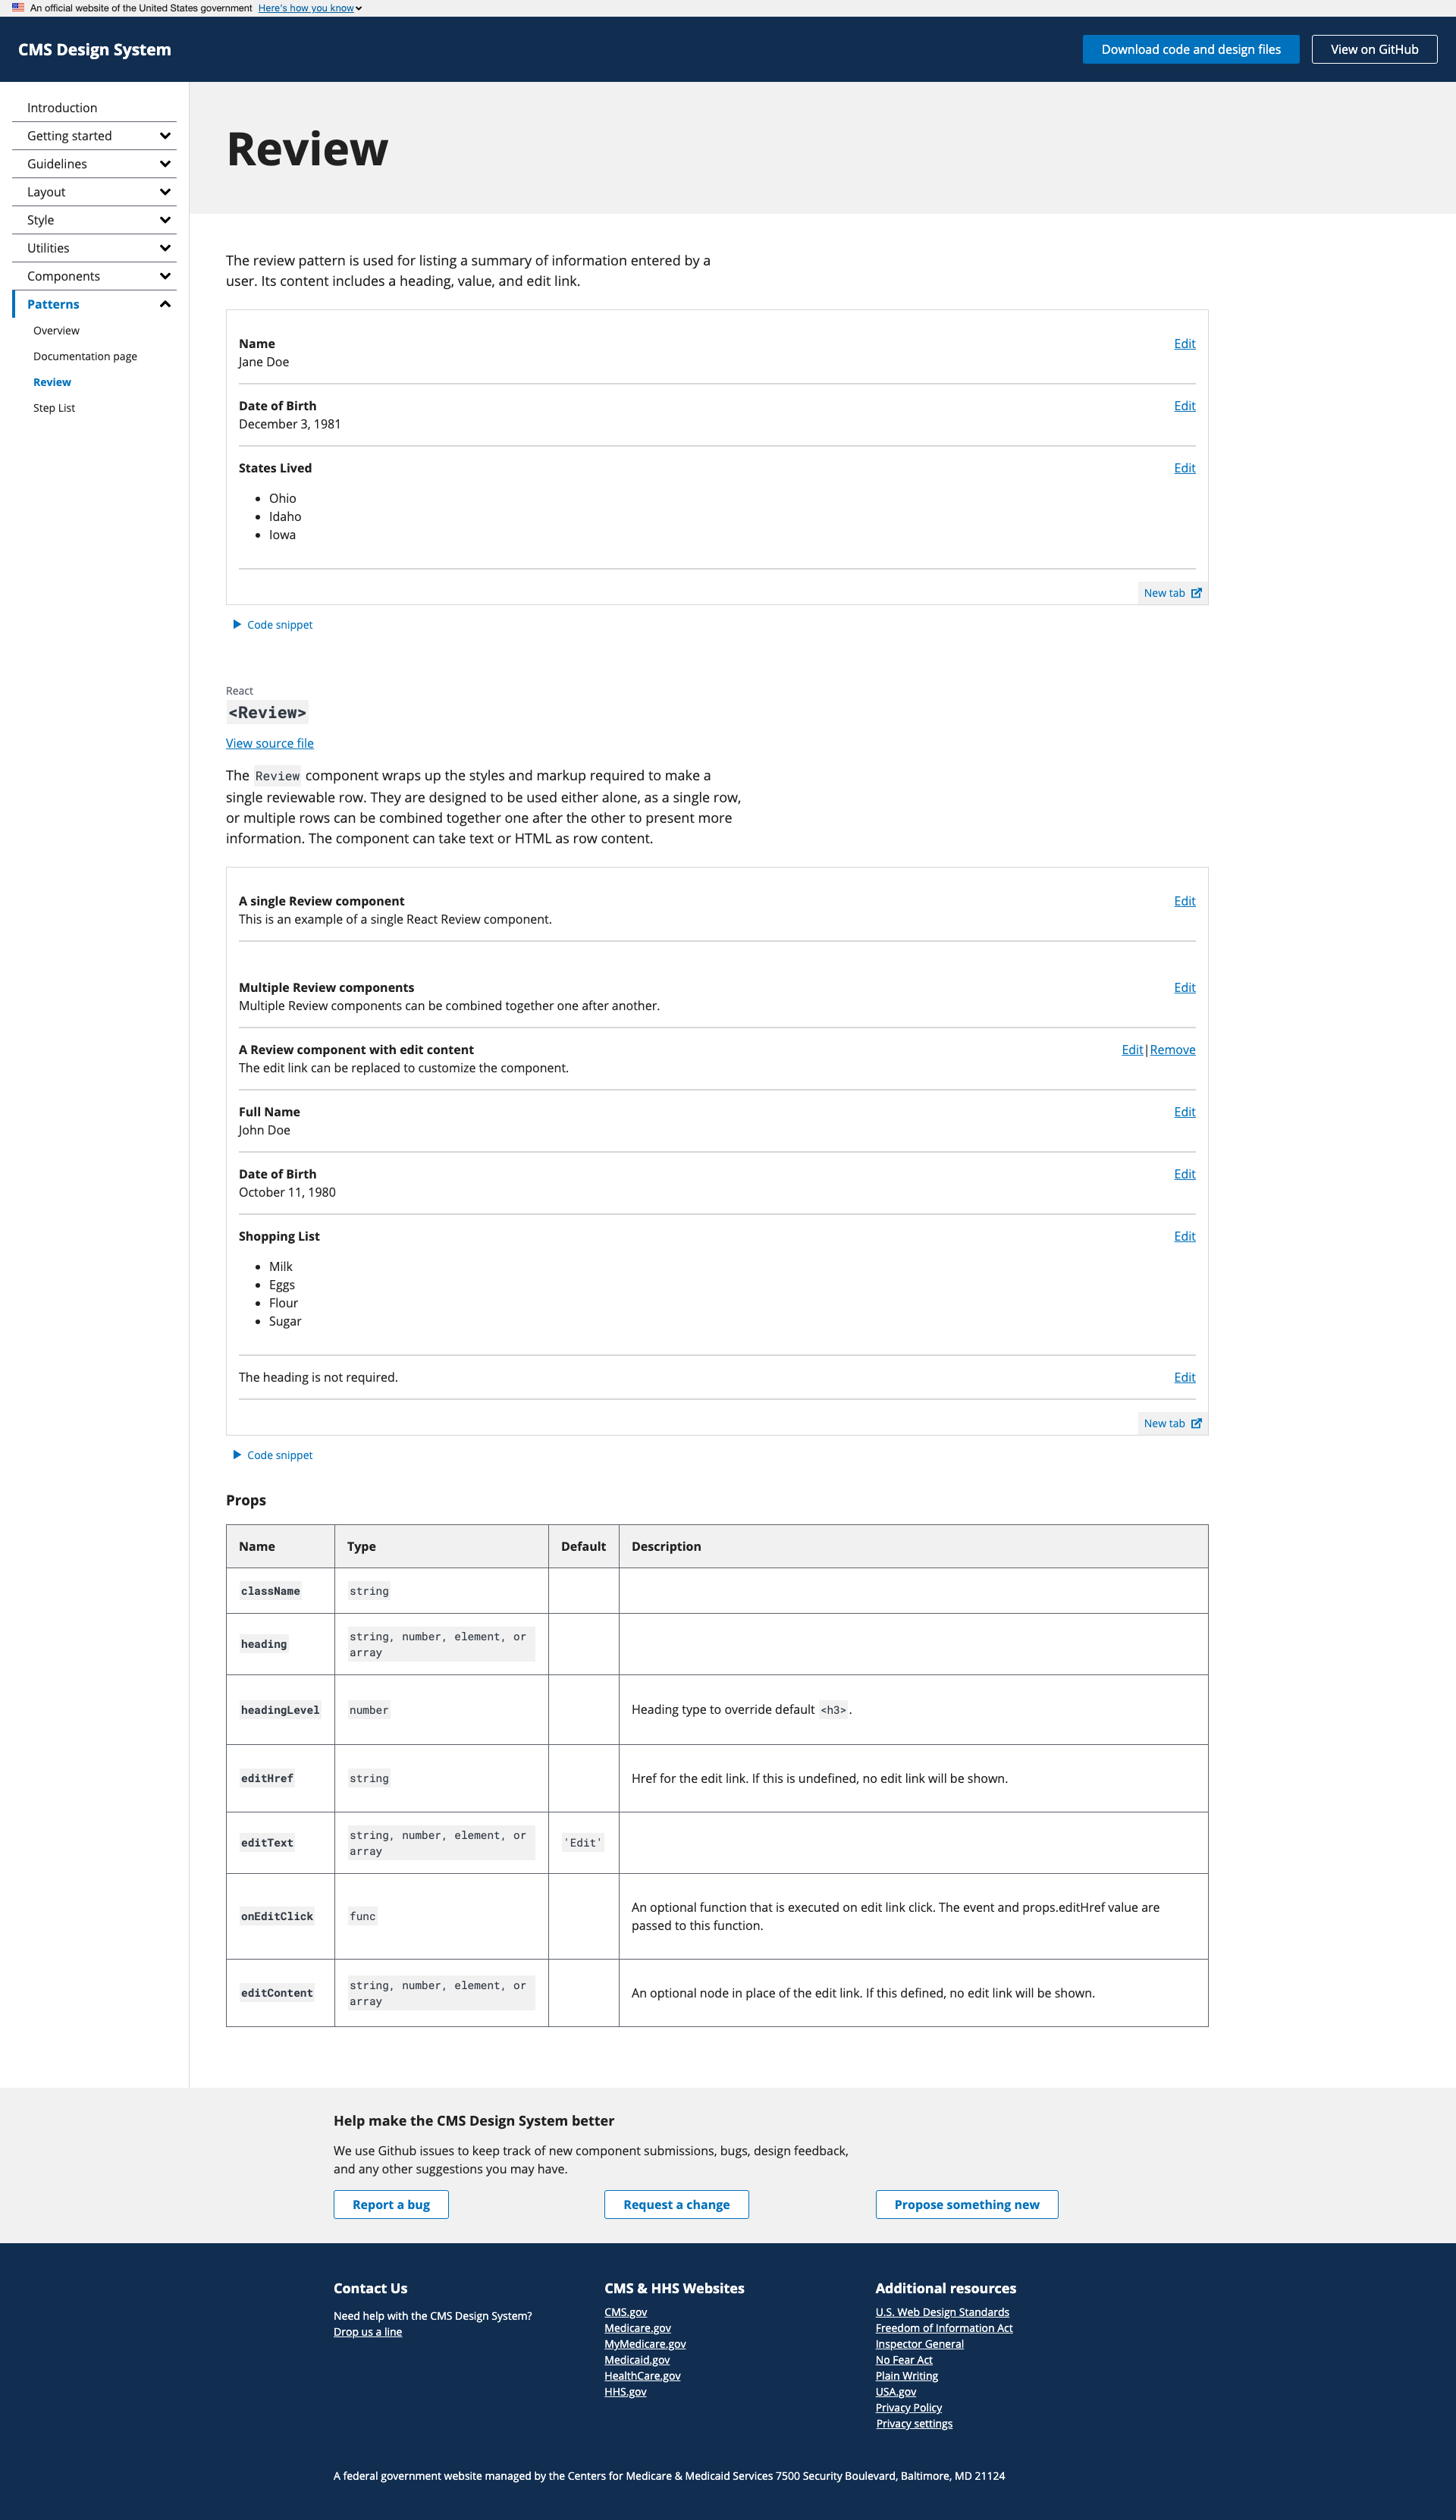 An official website of the United States government Here's how you know
CMS Design System
Download code and design files
View on GitHub
Introduction
Getting started
Guidelines
Layout
Style
Utilities
Components
Patterns
Overview
Documentation page
Review
Step List
Review
The review pattern is used for listing a summary of information entered by a
user. Its content includes a heading, value, and edit link.
Name Edit
Jane Doe
Date of Birth Edit
December 3, 1981
States Lived Edit
Ohio
Idaho
Iowa
New tab
Code snippet
React
<Review>
View source file
The Review component wraps up the styles and markup required to make a
single reviewable row. They are designed to be used either alone, as a single row,
or multiple rows can be combined together one after the other to present more
information. The component can take text or HTML as row content.
A single Review component Edit
This is an example of a single React Review component.
Multiple Review components Edit
Multiple Review components can be combined together one after another.
A Review component with edit content Edit|Remove
The edit link can be replaced to customize the component.
Full Name Edit
John Doe
Date of Birth Edit
October 11, 1980
Shopping List Edit
Milk
Eggs
Flour
Sugar
The heading is not required. Edit
New tab
Code snippet
Props
Name Type Default Description
className string
heading string, number, element, or
array
headingLevel number Heading type to override default <h3>.
editHref string Href for the edit link. If this is undefined, no edit link will be shown.
editText string, number, element, or
array 'Edit'
onEditClick func An optional function that is executed on edit link click. The event and props.editHref value are
passed to this function.
editContent string, number, element, or
array An optional node in place of the edit link. If this defined, no edit link will be shown.
Help make the CMS Design System better
We use Github issues to keep track of new component submissions, bugs, design feedback,
and any other suggestions you may have.
Report a bug
Request a change
Propose something new
Contact Us
Need help with the CMS Design System?
Drop us a line
CMS & HHS Websites
CMS.gov
Medicare.gov
MyMedicare.gov
Medicaid.gov
HealthCare.gov
HHS.gov
Additional resources
U.S. Web Design Standards
Freedom of Information Act
Inspector General
No Fear Act
Plain Writing
USA.gov
Privacy Policy
Privacy settings
A federal government website managed by the Centers for Medicare & Medicaid Services 7500 Security Boulevard, Baltimore, MD 21124